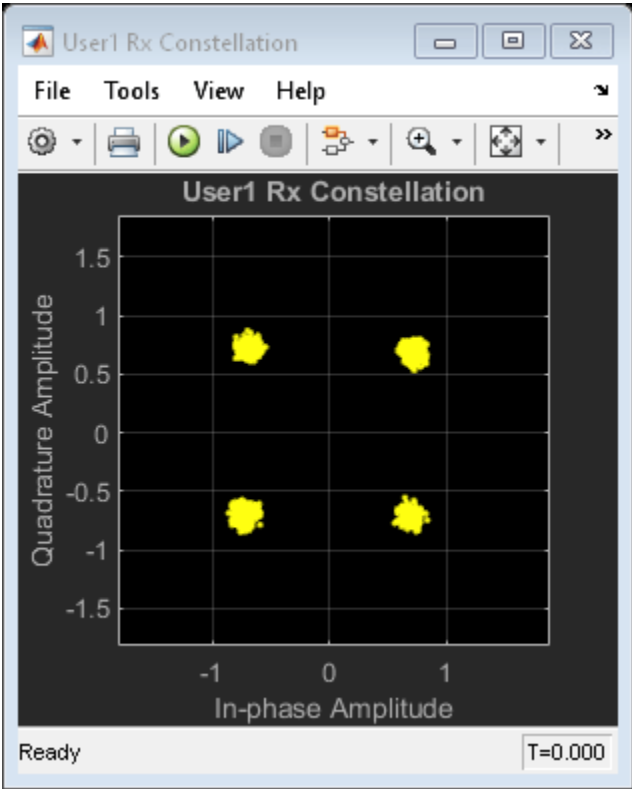 User1 Rx Constellation
File Tools View Help
User1 Rx Constellation
Quadrature Amplitude
1.5
1
0.5
0
-0.5
-1
-1.5
-1 0 1
In-phase Amplitude
Ready T=0.000